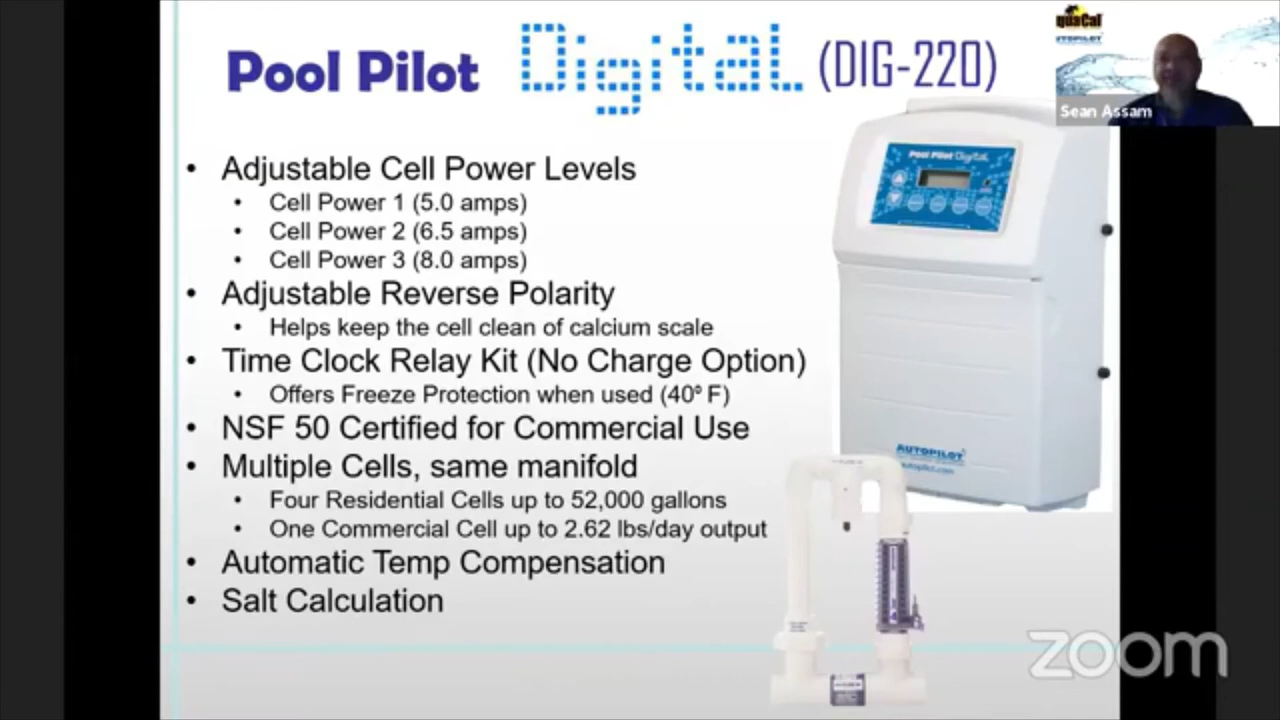 Pool Pilot Digital (DIG-220)
Sean Assam
• Adjustable Cell Power Levels
• Cell Power 1 (5.0 amps)
• Cell Power 2 (6.5 amps)
• Cell Power 3 (8.0 amps)
• Adjustable Reverse Polarity
• Helps keep the cell clean of calcium scale
• Time Clock Relay Kit (No Charge Option)
• Offers Freeze Protection when used (40º F)
• NSF 50 Certified for Commercial Use
• Multiple Cells, same manifold
• Four Residential Cells up to 52,000 gallons
• One Commercial Cell up to 2.62 lbs/day output
• Automatic Temp Compensation
• Salt Calculation
Pool Pilot Digital
AUTOPILOT
autopilot.com
zoom